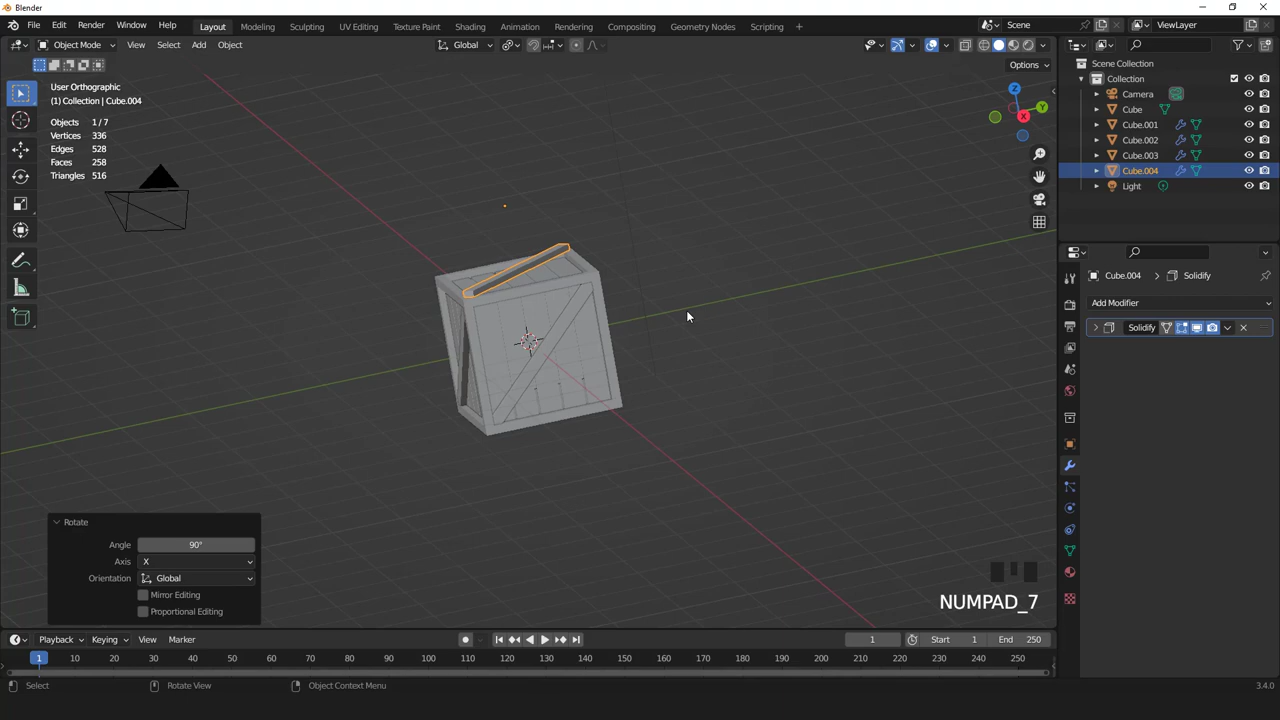 Blender
File Edit Render Window Help Layout Modeling Sculpting UV Editing Texture Paint Shading Animation Rendering Compositing Geometry Nodes Scripting + Scene ViewLayer
Object Mode View Select Add Object Global
Options
User Orthographic
(1) Collection | Cube.004
Objects 1 / 7
Vertices 336
Edges 528
Faces 258
Triangles 516
Z
Y
X
Scene Collection
Collection
Camera
Cube
Cube.001
Cube.002
Cube.003
Cube.004
Light
Cube.004 > Solidify
Add Modifier
Solidify
Rotate
Angle 90°
Axis X
Orientation Global
Mirror Editing
Proportional Editing
NUMPAD_7
Playback Keying View Marker 1 Start 1 End 250
1 10 20 30 40 50 60 70 80 90 100 110 120 130 140 150 160 170 180 190 200 210 220 230 240 250
Select Rotate View Object Context Menu 3.4.0